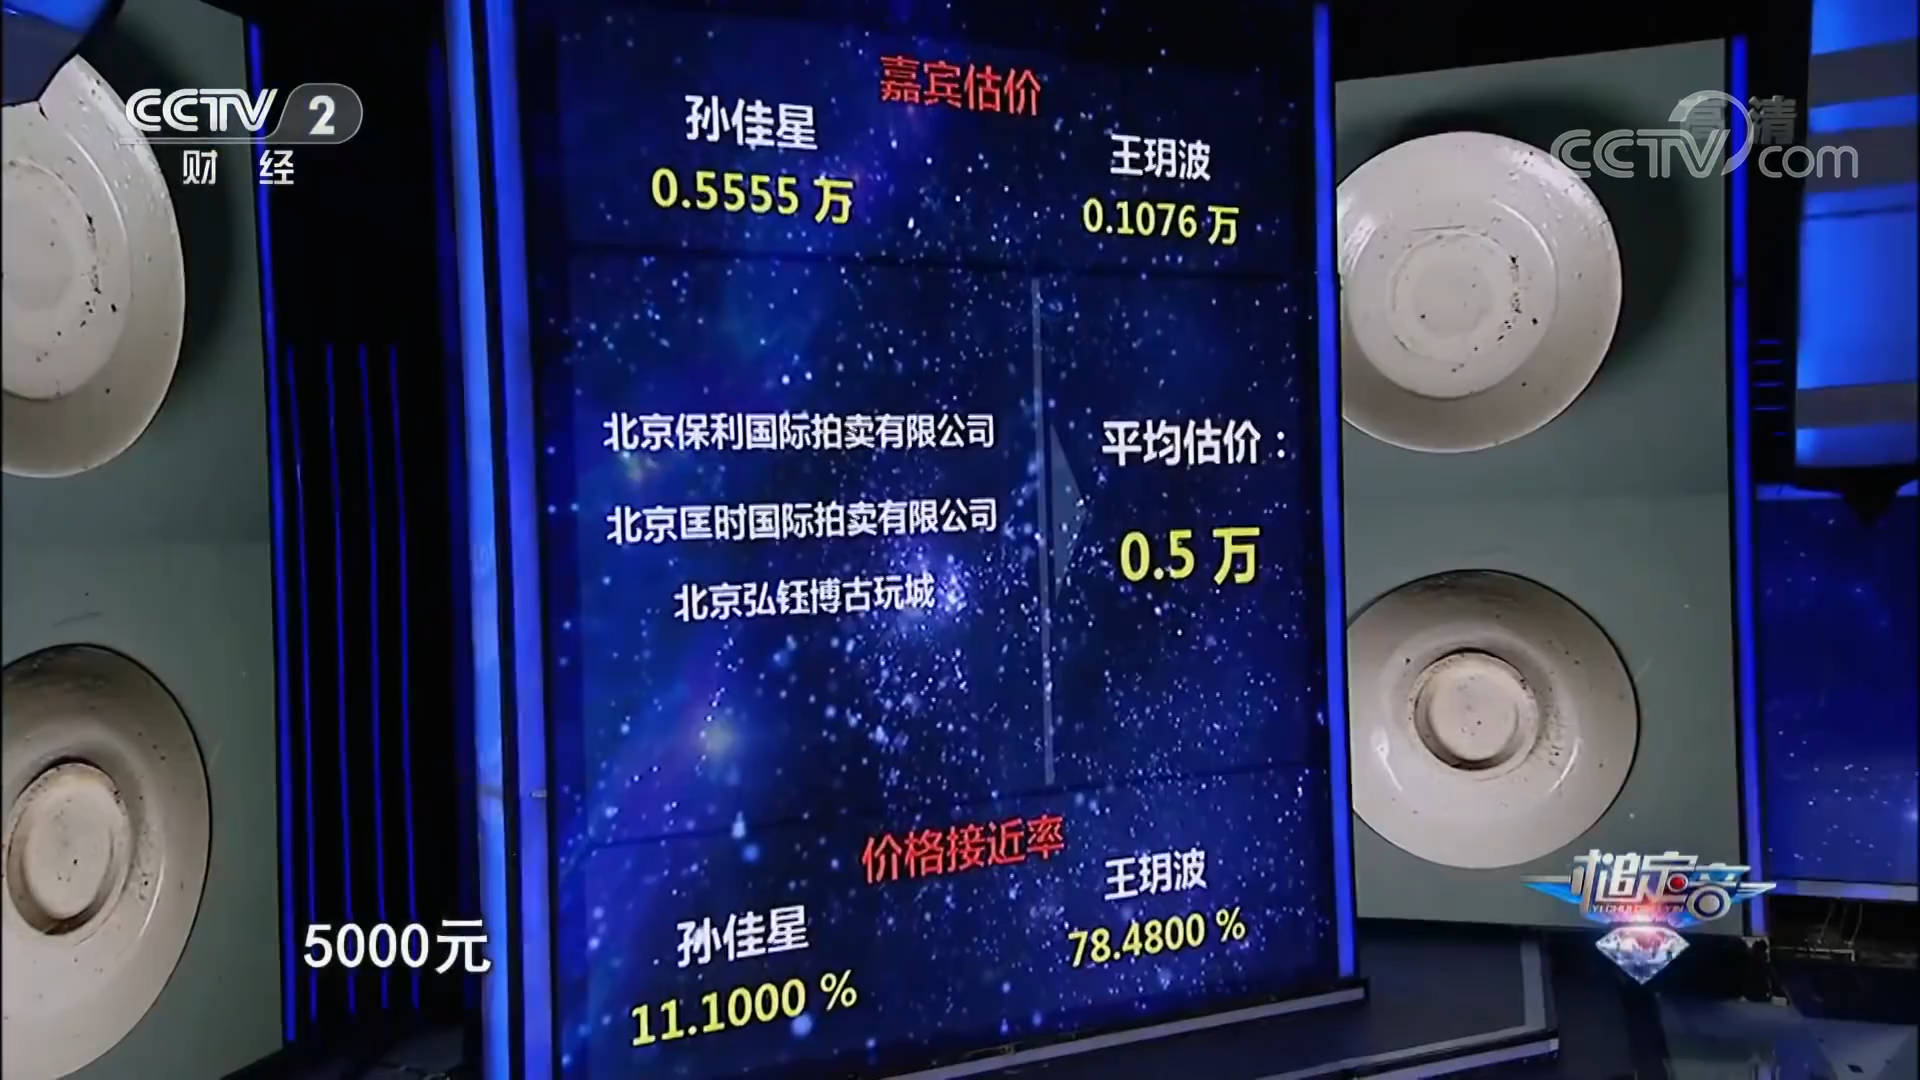 CCTV 2
财 经
高清
CCTV com
嘉宾估价
孙佳星
0.5555 万
王玥波
0.1076 万
北京保利国际拍卖有限公司
北京匡时国际拍卖有限公司
北京弘钰博古玩城
平均估价：
0.5 万
价格接近率
孙佳星
11.1000 %
王玥波
78.4800 %
5000元
一槌定音
YI CHUI DING YIN